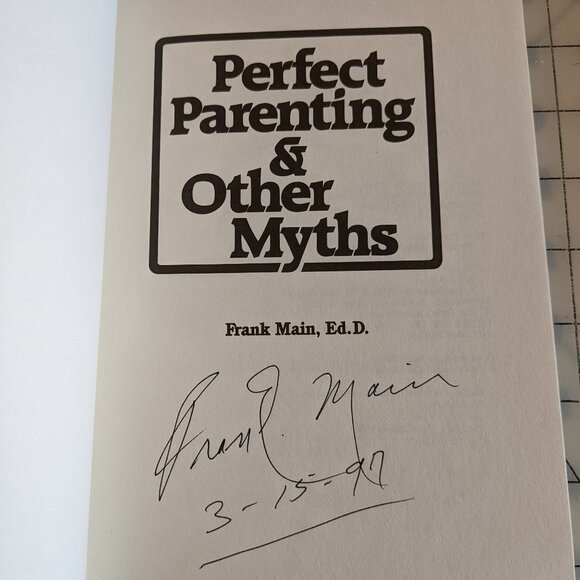 Perfect
Parenting
&
Other
Myths
Frank Main, Ed.D.
Frank Main
3-15-97